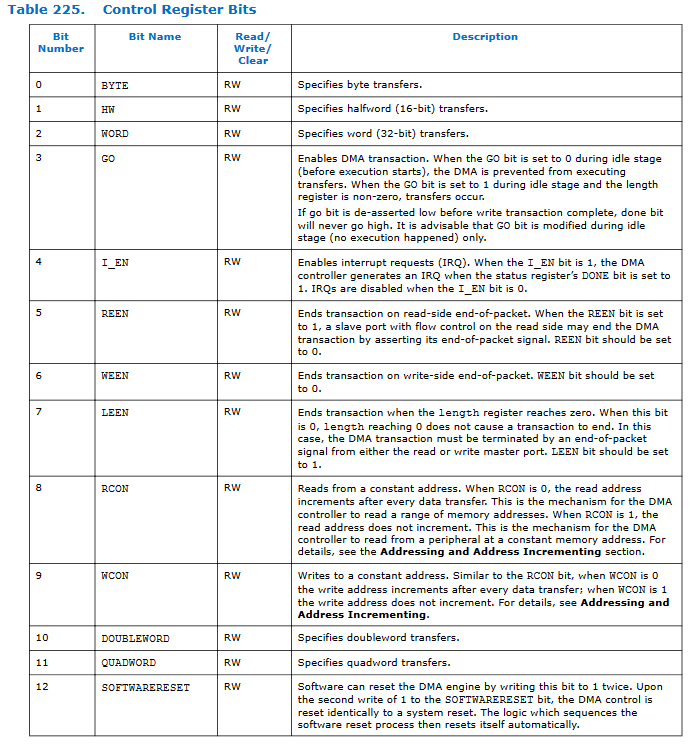 Table 225. Control Register Bits
Bit Number Bit Name Read/ Write/ Clear Description
0 BYTE RW Specifies byte transfers.
1 HW RW Specifies halfword (16-bit) transfers.
2 WORD RW Specifies word (32-bit) transfers.
3 GO RW Enables DMA transaction. When the GO bit is set to 0 during idle stage
(before execution starts), the DMA is prevented from executing
transfers. When the GO bit is set to 1 during idle stage and the length
register is non-zero, transfers occur.
If go bit is de-asserted low before write transaction complete, done bit
will never go high. It is advisable that GO bit is modified during idle
stage (no execution happened) only.
4 I_EN RW Enables interrupt requests (IRQ). When the I_EN bit is 1, the DMA
controller generates an IRQ when the status register's DONE bit is set to
1. IRQs are disabled when the I_EN bit is 0.
5 REEN RW Ends transaction on read-side end-of-packet. When the REEN bit is set
to 1, a slave port with flow control on the read side may end the DMA
transaction by asserting its end-of-packet signal. REEN bit should be set
to 0.
6 WEEN RW Ends transaction on write-side end-of-packet. WEEN bit should be set
to 0.
7 LEEN RW Ends transaction when the length register reaches zero. When this bit
is 0, length reaching 0 does not cause a transaction to end. In this
case, the DMA transaction must be terminated by an end-of-packet
signal from either the read or write master port. LEEN bit should be set
to 1.
8 RCON RW Reads from a constant address. When RCON is 0, the read address
increments after every data transfer. This is the mechanism for the DMA
controller to read a range of memory addresses. When RCON is 1, the
read address does not increment. This is the mechanism for the DMA
controller to read from a peripheral at a constant memory address. For
details, see the Addressing and Address Incrementing section.
9 WCON RW Writes to a constant address. Similar to the RCON bit, when WCON is 0
the write address increments after every data transfer; when WCON is 1
the write address does not increment. For details, see Addressing and
Address Incrementing.
10 DOUBLEWORD RW Specifies doubleword transfers.
11 QUADWORD RW Specifies quadword transfers.
12 SOFTWARERESET RW Software can reset the DMA engine by writing this bit to 1 twice. Upon
the second write of 1 to the SOFTWARERESET bit, the DMA control is
reset identically to a system reset. The logic which sequences the
software reset process then resets itself automatically.